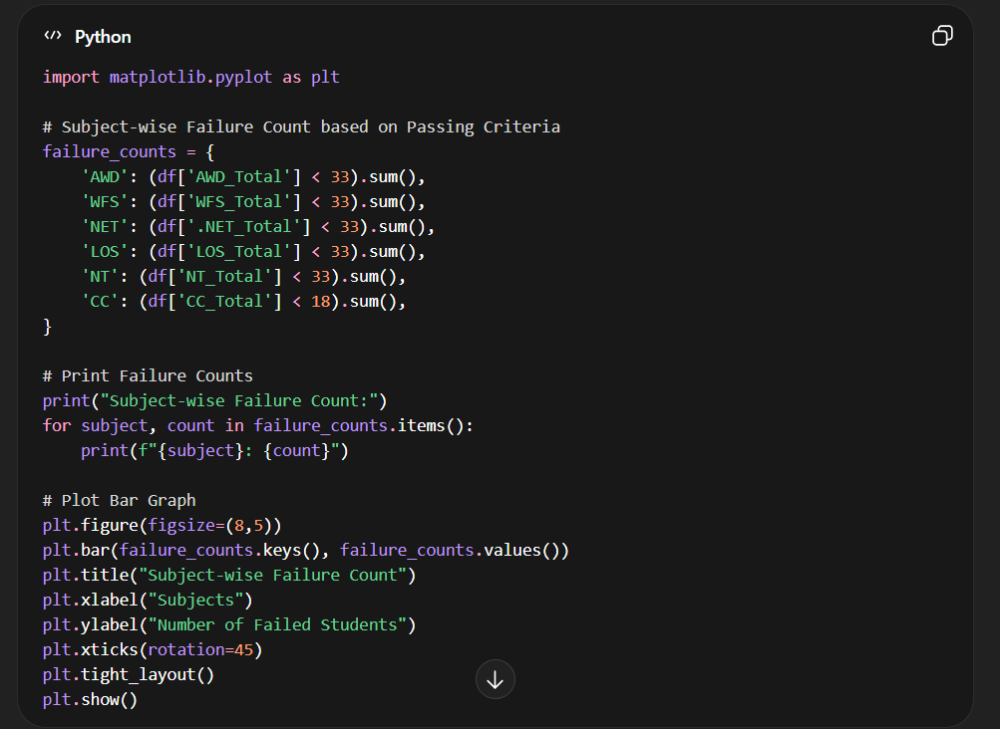 Python
import matplotlib.pyplot as plt
# Subject-wise Failure Count based on Passing Criteria
failure_counts = {
    'AWD': (df['AWD_Total'] < 33).sum(),
    'WFS': (df['WFS_Total'] < 33).sum(),
    'NET': (df['.NET_Total'] < 33).sum(),
    'LOS': (df['LOS_Total'] < 33).sum(),
    'NT': (df['NT_Total'] < 33).sum(),
    'CC': (df['CC_Total'] < 18).sum(),
}
# Print Failure Counts
print("Subject-wise Failure Count:")
for subject, count in failure_counts.items():
    print(f"{subject}: {count}")
# Plot Bar Graph
plt.figure(figsize=(8,5))
plt.bar(failure_counts.keys(), failure_counts.values())
plt.title("Subject-wise Failure Count")
plt.xlabel("Subjects")
plt.ylabel("Number of Failed Students")
plt.xticks(rotation=45)
plt.tight_layout()
plt.show()